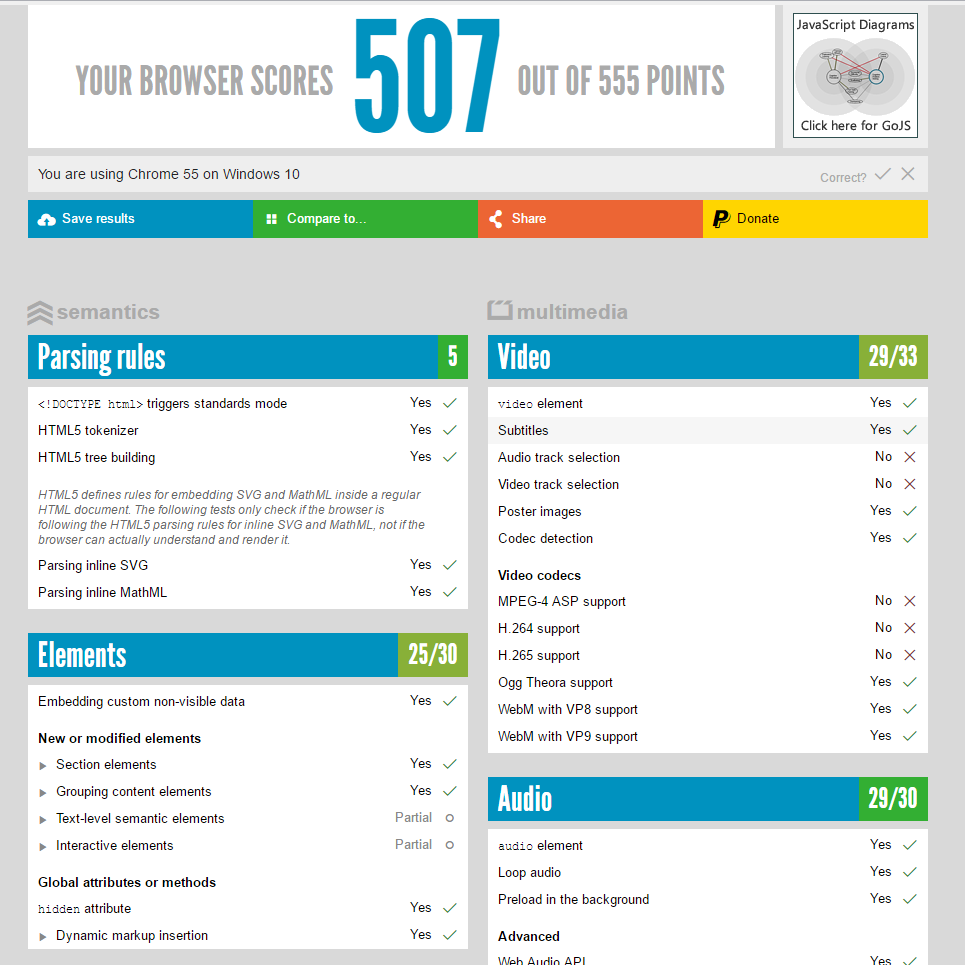 YOUR BROWSER SCORES 507 OUT OF 555 POINTS
JavaScript Diagrams
Click here for GoJS
You are using Chrome 55 on Windows 10
Correct?
Save results
Compare to...
Share
Donate
semantics
Parsing rules 5
<!DOCTYPE html> triggers standards mode Yes
HTML5 tokenizer Yes
HTML5 tree building Yes
HTML5 defines rules for embedding SVG and MathML inside a regular
HTML document. The following tests only check if the browser is
following the HTML5 parsing rules for inline SVG and MathML, not if the
browser can actually understand and render it.
Parsing inline SVG Yes
Parsing inline MathML Yes
Elements 25/30
Embedding custom non-visible data Yes
New or modified elements
Section elements Yes
Grouping content elements Yes
Text-level semantic elements Partial
Interactive elements Partial
Global attributes or methods
hidden attribute Yes
Dynamic markup insertion Yes
multimedia
Video 29/33
video element Yes
Subtitles Yes
Audio track selection No
Video track selection No
Poster images Yes
Codec detection Yes
Video codecs
MPEG-4 ASP support No
H.264 support No
H.265 support No
Ogg Theora support Yes
WebM with VP8 support Yes
WebM with VP9 support Yes
Audio 29/30
audio element Yes
Loop audio Yes
Preload in the background Yes
Advanced
Web Audio API Yes